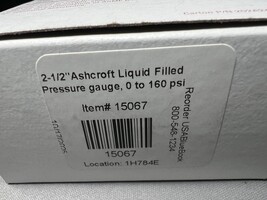 2-1/2" Ashcroft Liquid Filled
Pressure gauge, 0 to 160 psi
Item# 15067
15067
Location: 1H784E
Reorder USABlueBook
800-548-1234